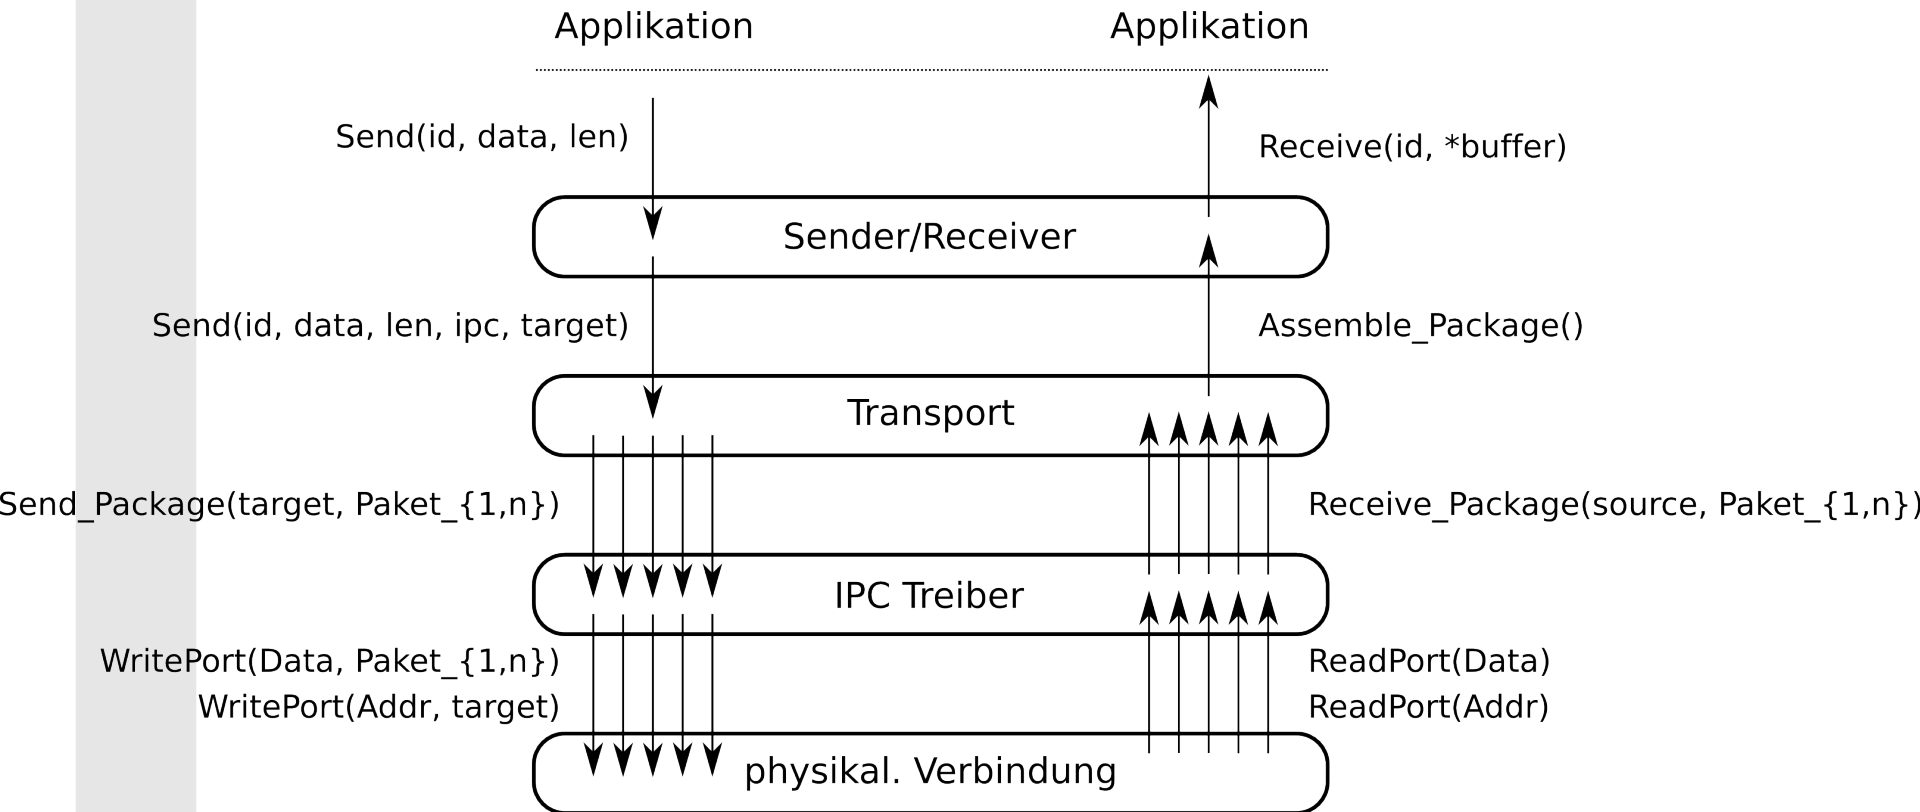 Applikation
Applikation
Send(id, data, len)
Receive(id, *buffer)
Sender/Receiver
Send(id, data, len, ipc, target)
Assemble_Package()
Transport
Send_Package(target, Paket_{1,n})
Receive_Package(source, Paket_{1,n})
IPC Treiber
WritePort(Data, Paket_{1,n})
WritePort(Addr, target)
ReadPort(Data)
ReadPort(Addr)
physikal. Verbindung